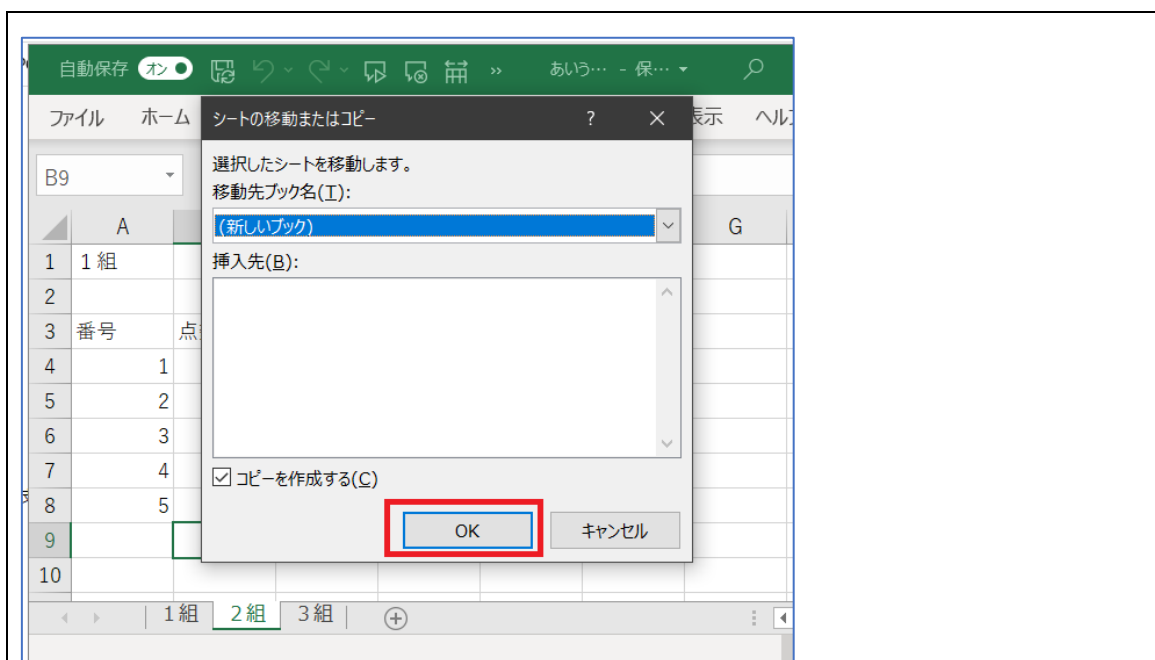 自動保存 オン » あいう… - 保… ▾
ファイル ホーム シートの移動またはコピー ? × 表示
B9
選択したシートを移動します。
移動先ブック名(T):
(新しいブック)
A G
挿入先(B):
1 1組
2
3 番号
4 1
5 2
6 3
7 4
コピーを作成する(C)
8 5
OK キャンセル
9
10
1組 2組 3組